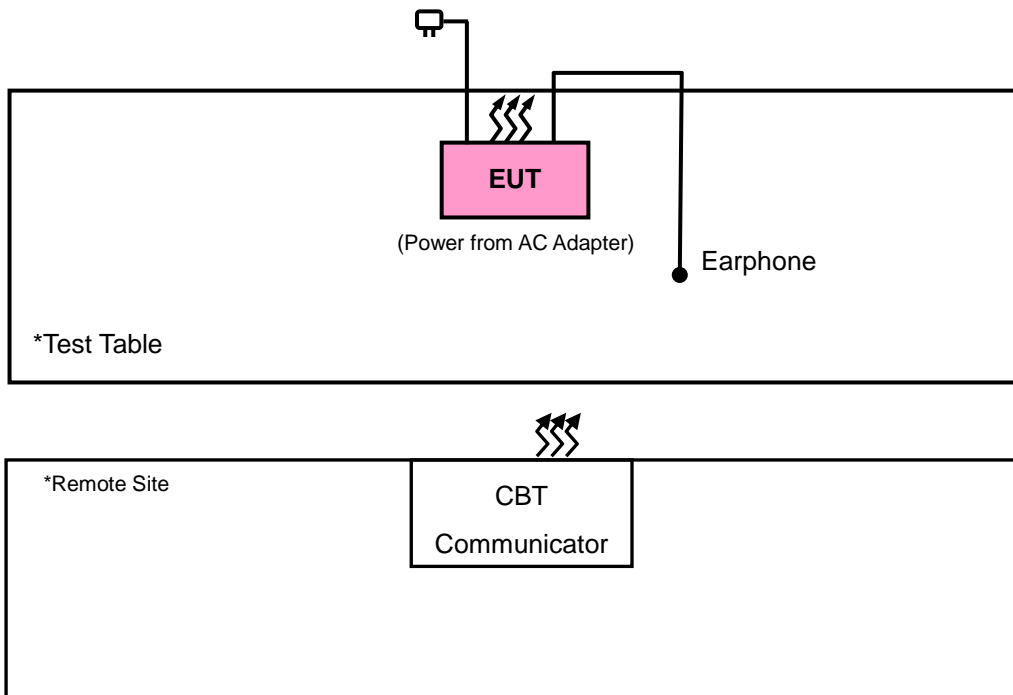 EUT
(Power from AC Adapter)
Earphone
*Test Table
*Remote Site
CBT
Communicator